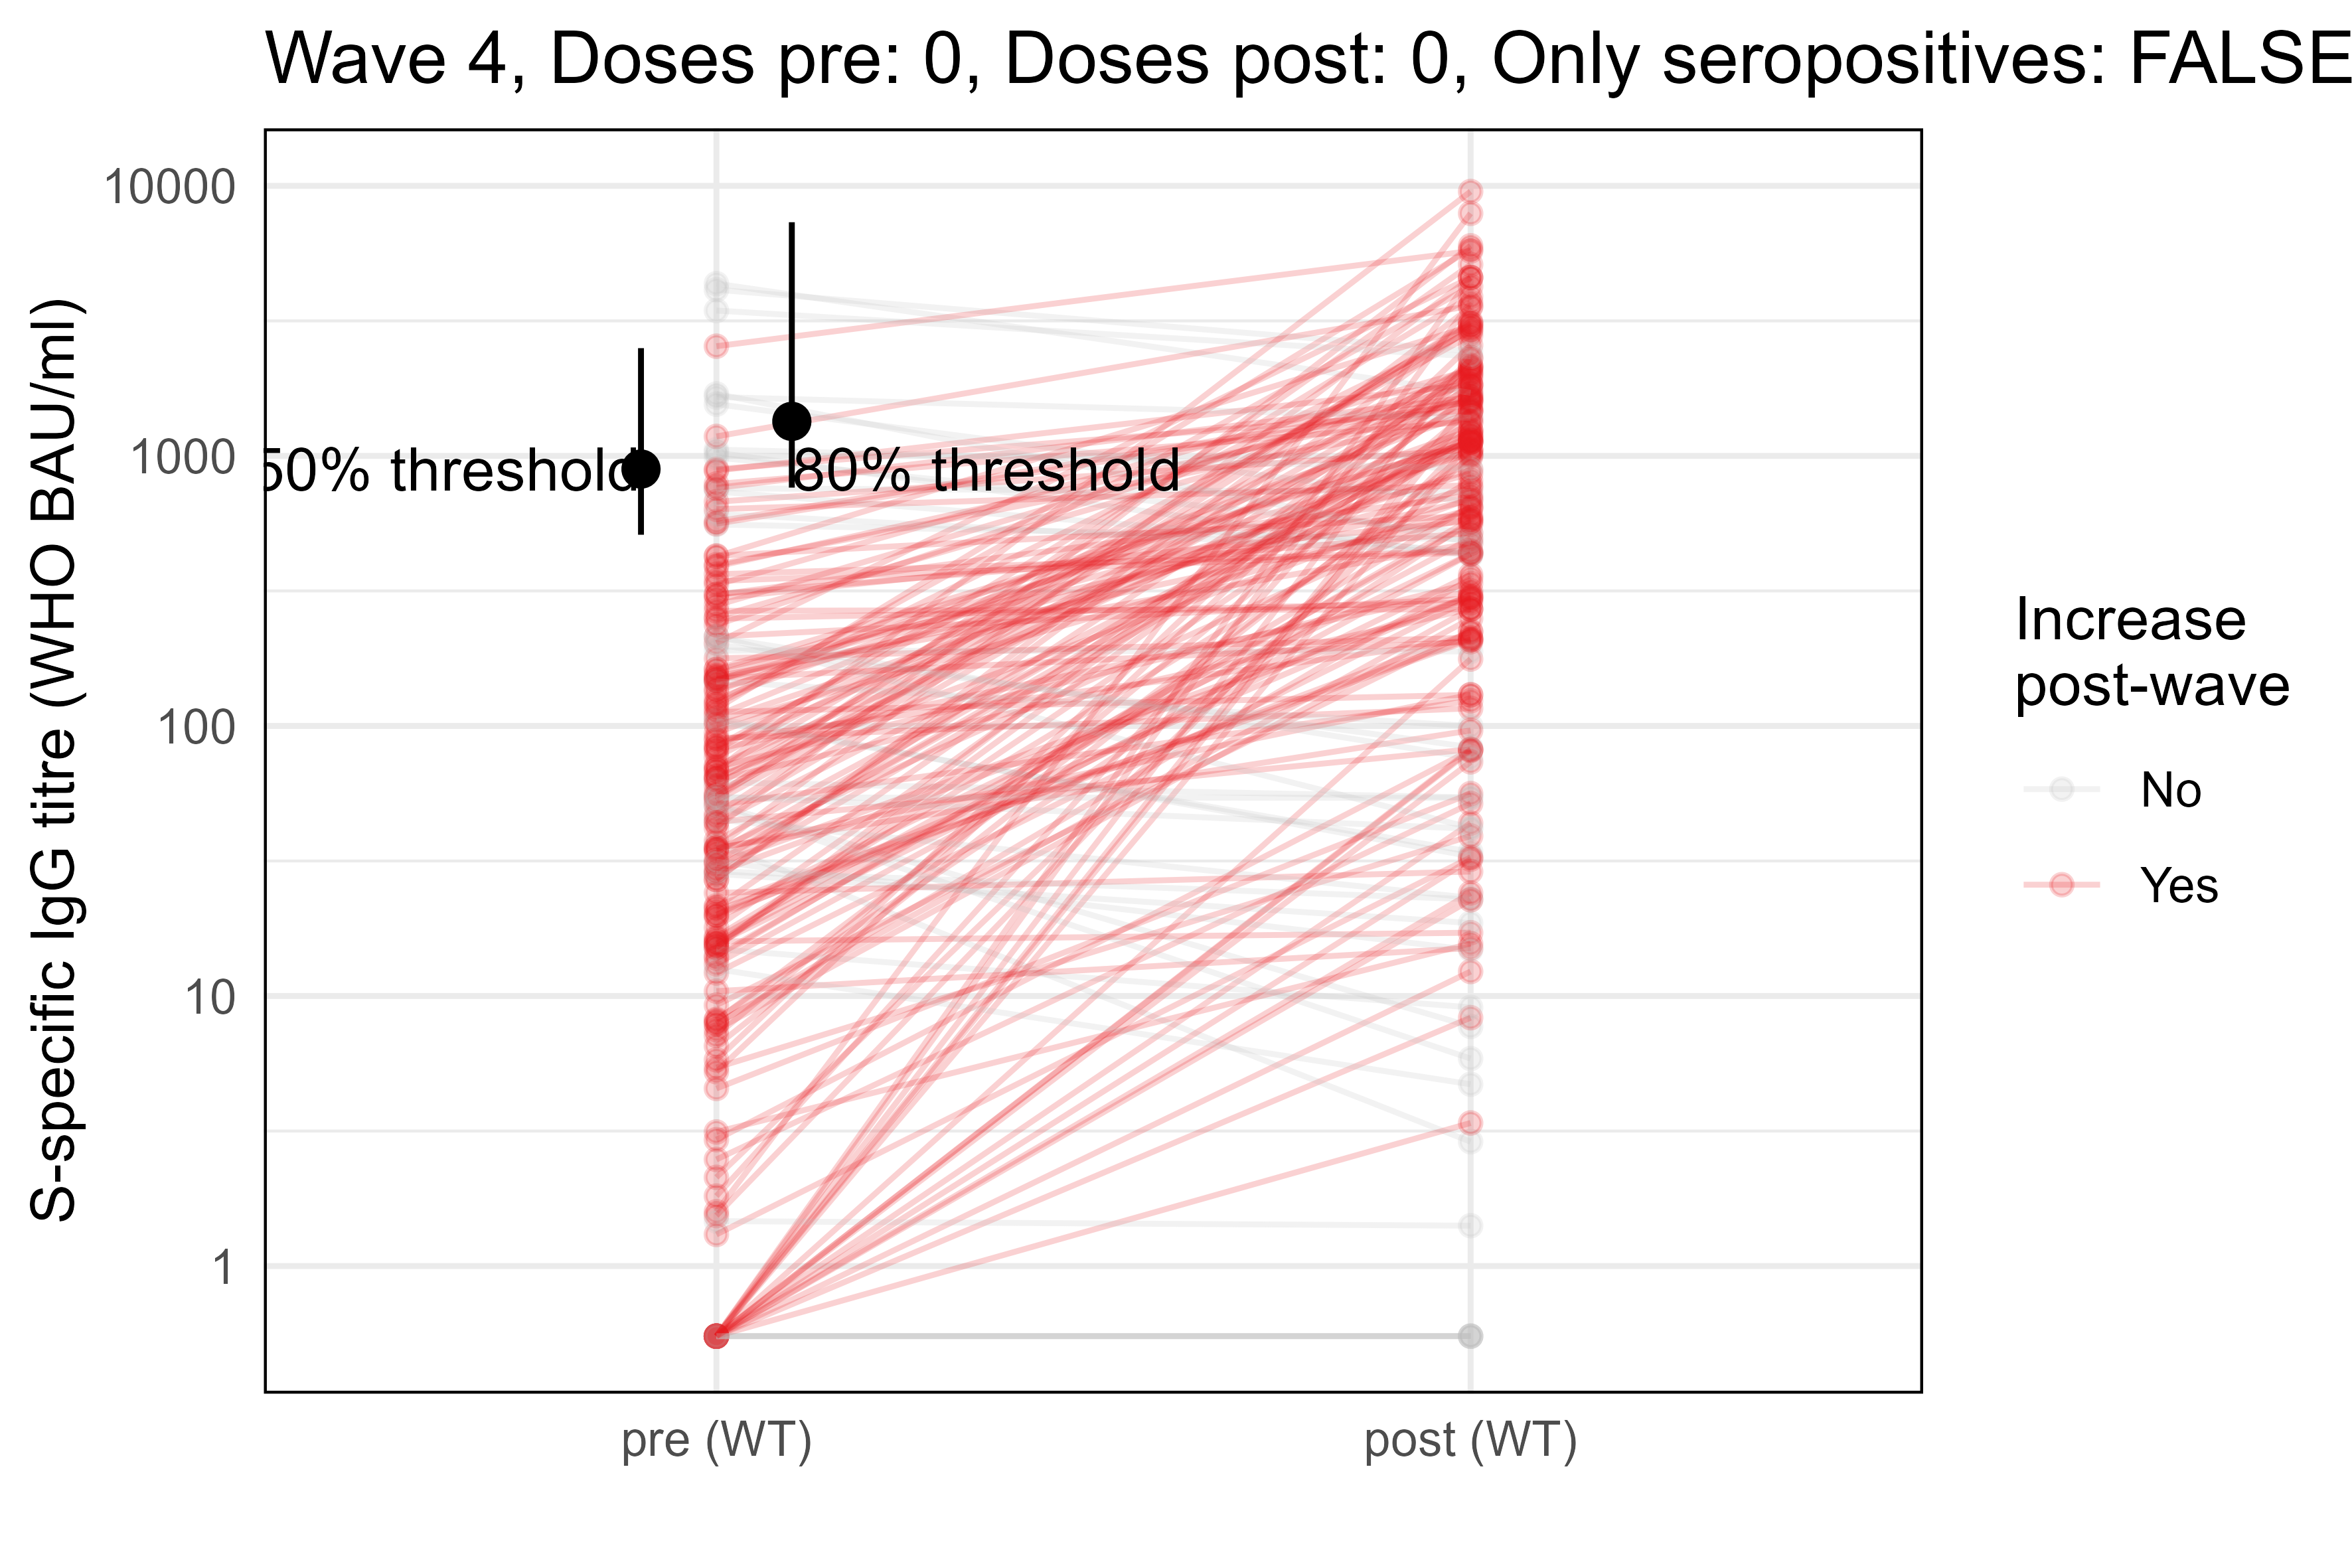 Wave 4, Doses pre: 0, Doses post: 0, Only seropositives: FALSE
S-specific IgG titre (WHO BAU/ml)
10000
1000
100
10
1
50% threshold
80% threshold
pre (WT)
post (WT)
Increase
post-wave
No
Yes